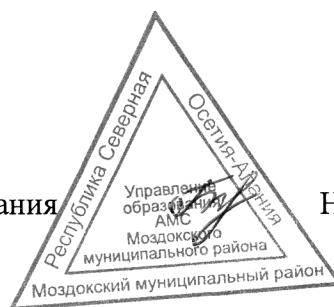 Республика Северная
Осетия-Алания
Управление
образования
АМС
Моздокского
муниципального района
Моздокский муниципальный район
ания
Н